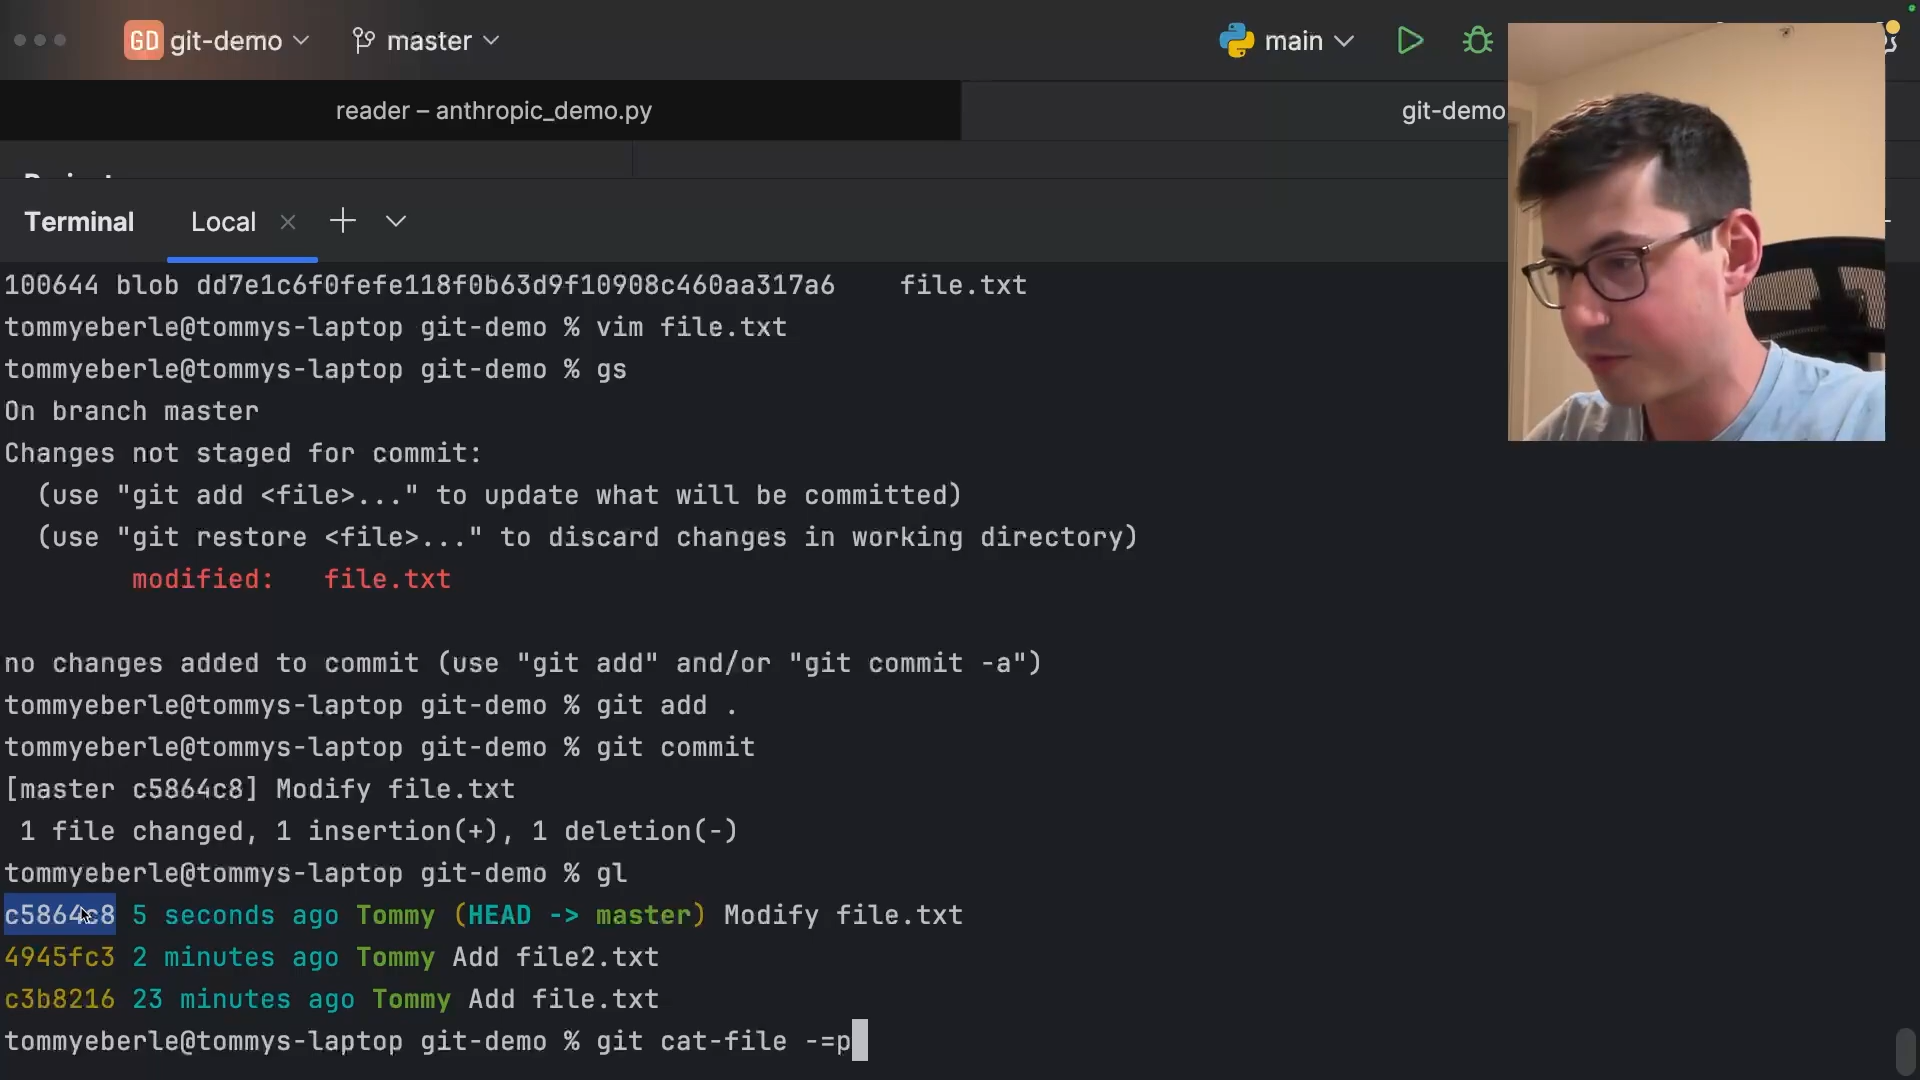 GD git-demo master main
reader – anthropic_demo.py git-demo
Terminal Local
100644 blob dd7e1c6f0fefe118f0b63d9f10908c460aa317a6 file.txt
tommyeberle@tommys-laptop git-demo % vim file.txt
tommyeberle@tommys-laptop git-demo % gs
On branch master
Changes not staged for commit:
(use "git add <file>..." to update what will be committed)
(use "git restore <file>..." to discard changes in working directory)
modified: file.txt
no changes added to commit (use "git add" and/or "git commit -a")
tommyeberle@tommys-laptop git-demo % git add .
tommyeberle@tommys-laptop git-demo % git commit
[master c5864c8] Modify file.txt
1 file changed, 1 insertion(+), 1 deletion(-)
tommyeberle@tommys-laptop git-demo % gl
c5864c8 5 seconds ago Tommy (HEAD -> master) Modify file.txt
4945fc3 2 minutes ago Tommy Add file2.txt
c3b8216 23 minutes ago Tommy Add file.txt
tommyeberle@tommys-laptop git-demo % git cat-file -=p